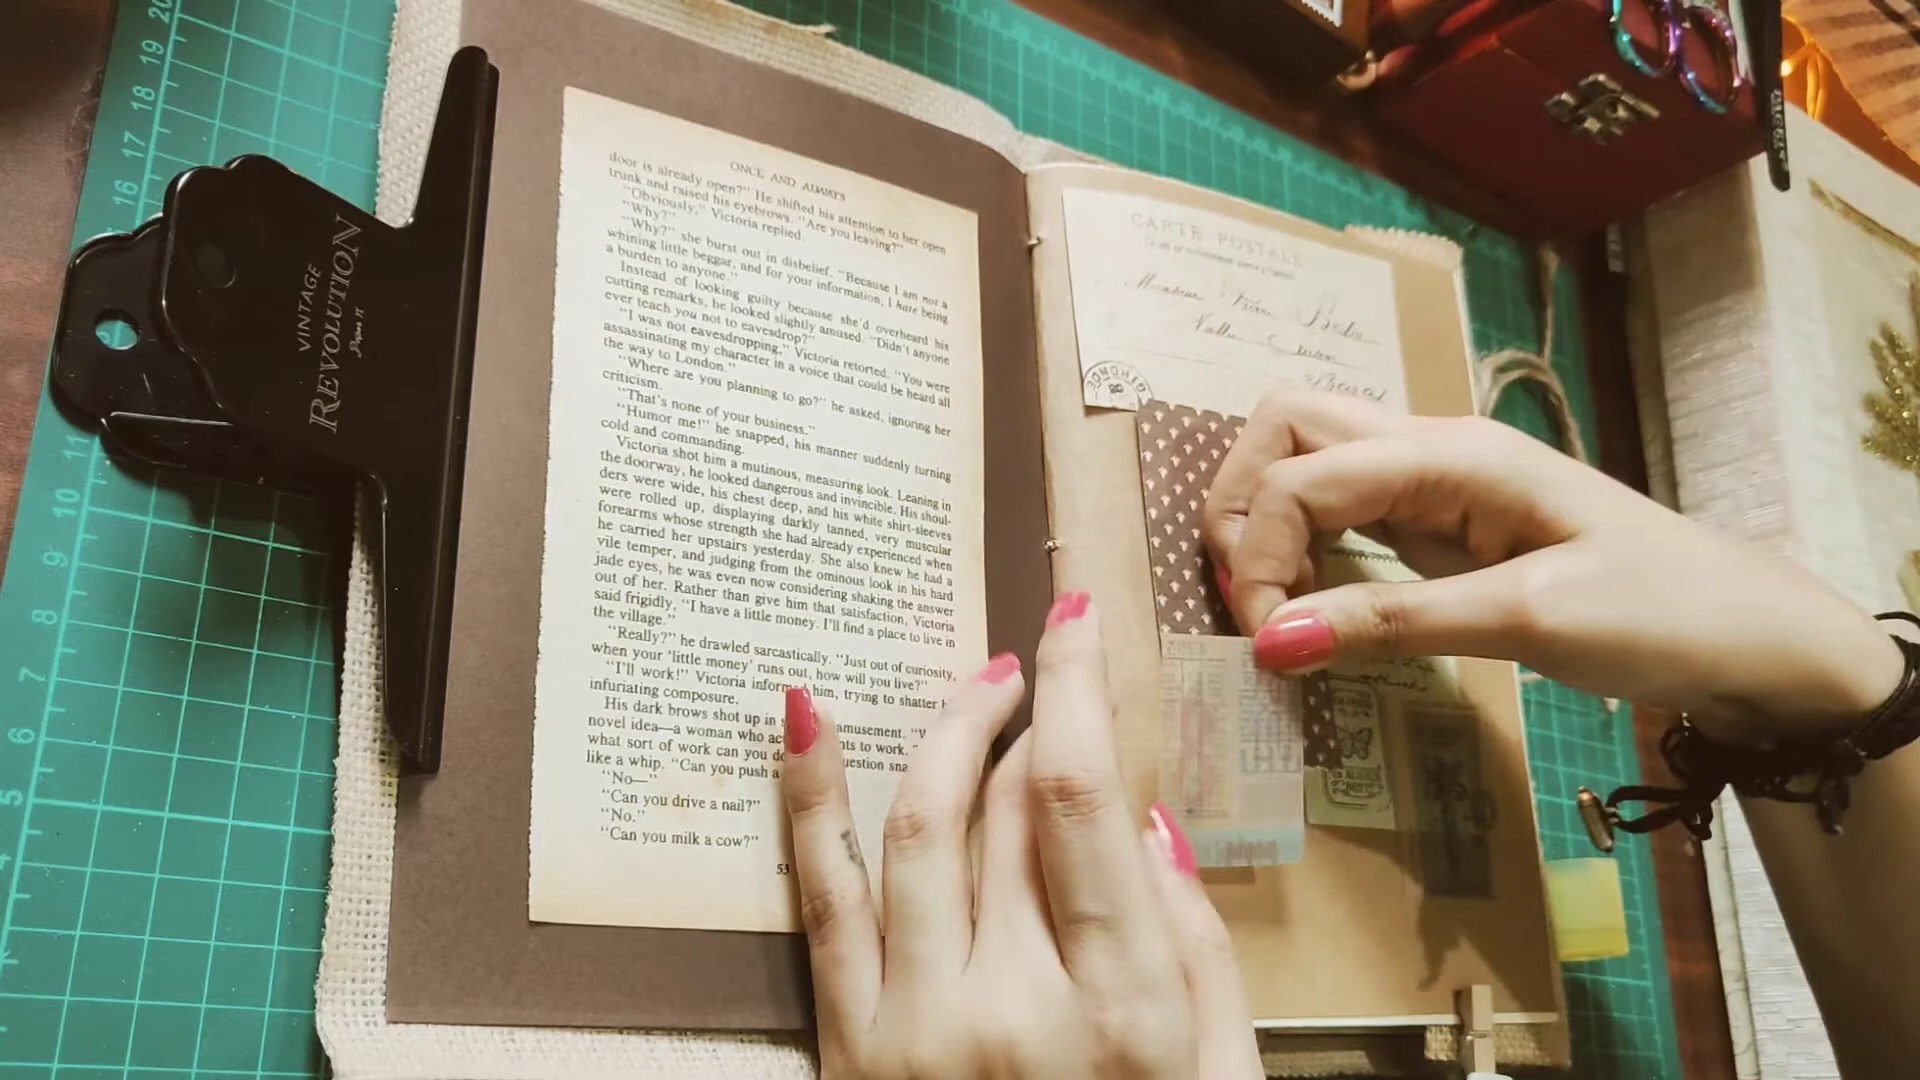 VINTAGE
REVOLUTION
ONCE AND ALWAYS
door is already open?" He shifted his attention to her open
trunk and raised his eyebrows. "Are you leaving?"
"Obviously," Victoria replied.
"Why?"
"Why?" she burst out in disbelief. "Because I am not a
whining little beggar, and for your information, I hate being
a burden to anyone."
Instead of looking guilty because she'd overheard his
cutting remarks, he looked slightly amused. "Didn't anyone
ever teach you not to eavesdrop?"
"I was not eavesdropping," Victoria retorted. "You were
assassinating my character in a voice that could be heard all
the way to London."
"Where are you planning to go?" he asked, ignoring her
criticism.
"That's none of your business."
"Humor me!" he snapped, his manner suddenly turning
cold and commanding.
Victoria shot him a mutinous, measuring look. Leaning in
the doorway, he looked dangerous and invincible. His shoul-
ders were wide, his chest deep, and his white shirt-sleeves
were rolled up, displaying darkly tanned, very muscular
forearms whose strength she had already experienced when
he carried her upstairs yesterday. She also knew he had a
vile temper, and judging from the ominous look in his hard
jade eyes, he was even now considering shaking the answer
out of her. Rather than give him that satisfaction, Victoria
said frigidly, "I have a little money. I'll find a place to live in
the village."
"Really?" he drawled sarcastically. "Just out of curiosity,
when your 'little money' runs out, how will you live?"
"I'll work!" Victoria informed him, trying to shatter
infuriating composure.
His dark brows shot up in amusement.
novel idea—a woman who to work.
what sort of work can you
like a whip. "Can you push a
"No—"
"Can you drive a nail?"
"No."
"Can you milk a cow?"
53
CARTE POSTALE